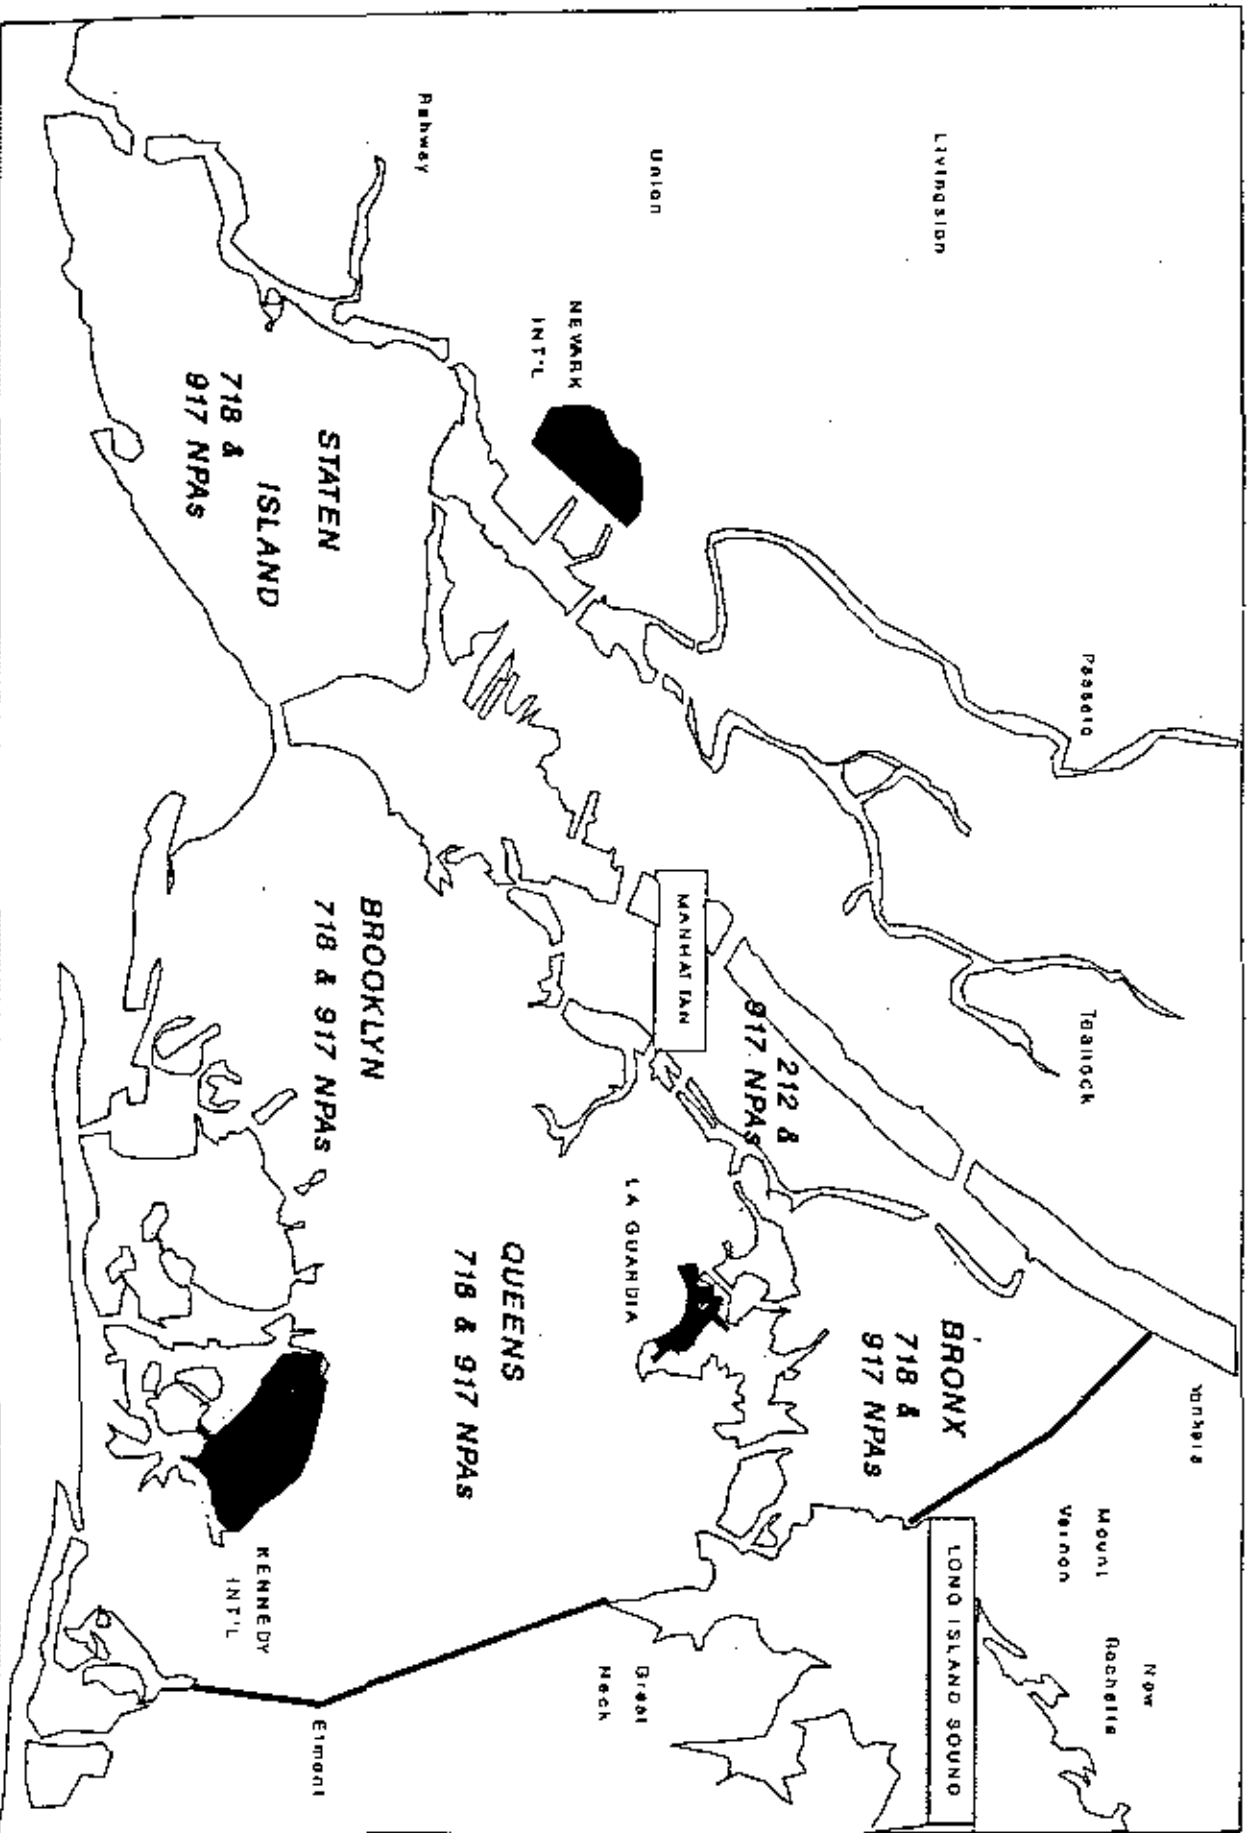 Livingston
Union
Rahway
NEWARK
INT'L
STATEN
ISLAND
718 &
917 NPAs
Passaic
MANHATTAN
212 &
917 NPAs
BROOKLYN
718 & 917 NPAs
LA GUARDIA
QUEENS
718 & 917 NPAs
BRONX
718 &
917 NPAs
Yonkers
Mount
Vernon
New
Rochelle
LONG ISLAND SOUND
Great
Neck
KENNEDY
INT'L
Elmont